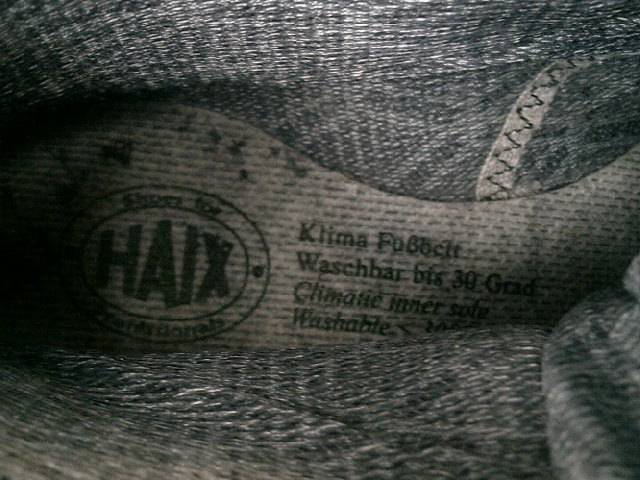 Shoes for
HAIX
Professionals
Klima Fußbett
Waschbar bis 30 Grad
Climatic inner sole
Washable <